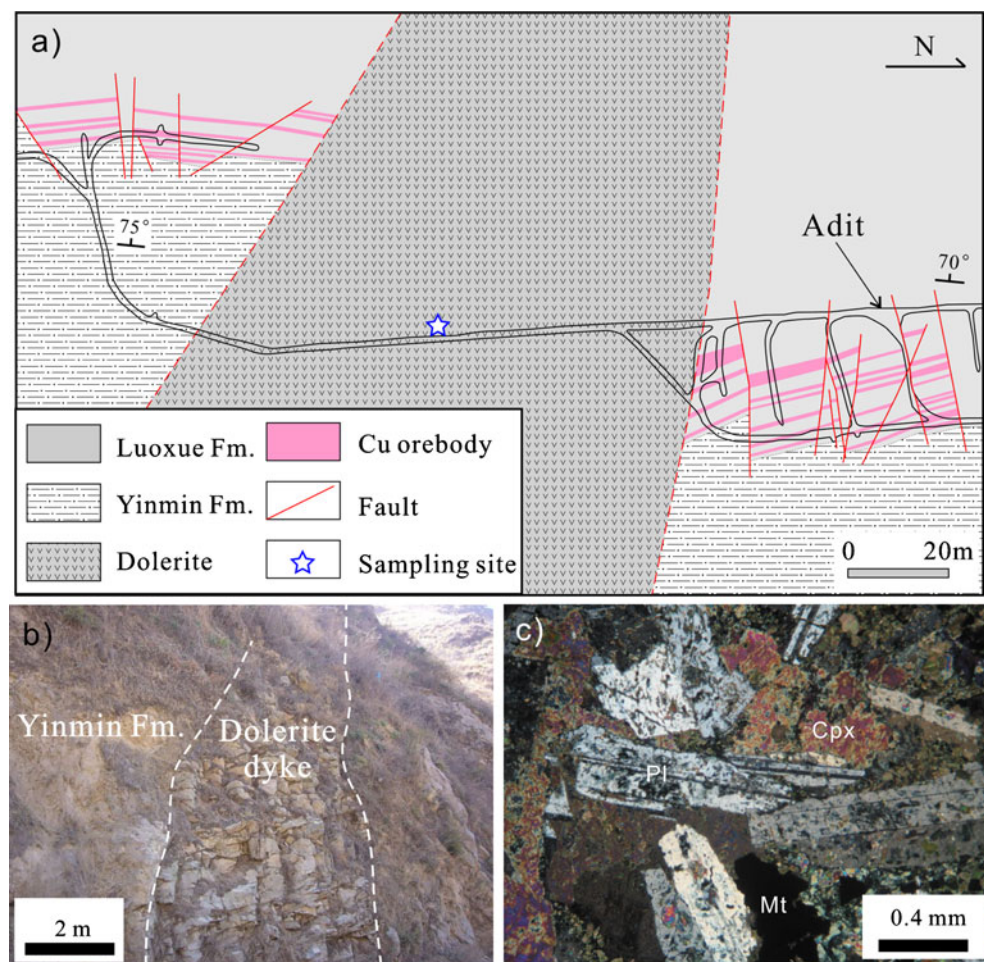 a)
N
75°
Adit
70°
Luoxue Fm.
Cu orebody
Yinmin Fm.
Fault
Dolerite
Sampling site
0 20m
b)
Yinmin Fm.
Dolerite
dyke
2 m
c)
Cpx
Pl
Mt
0.4 mm